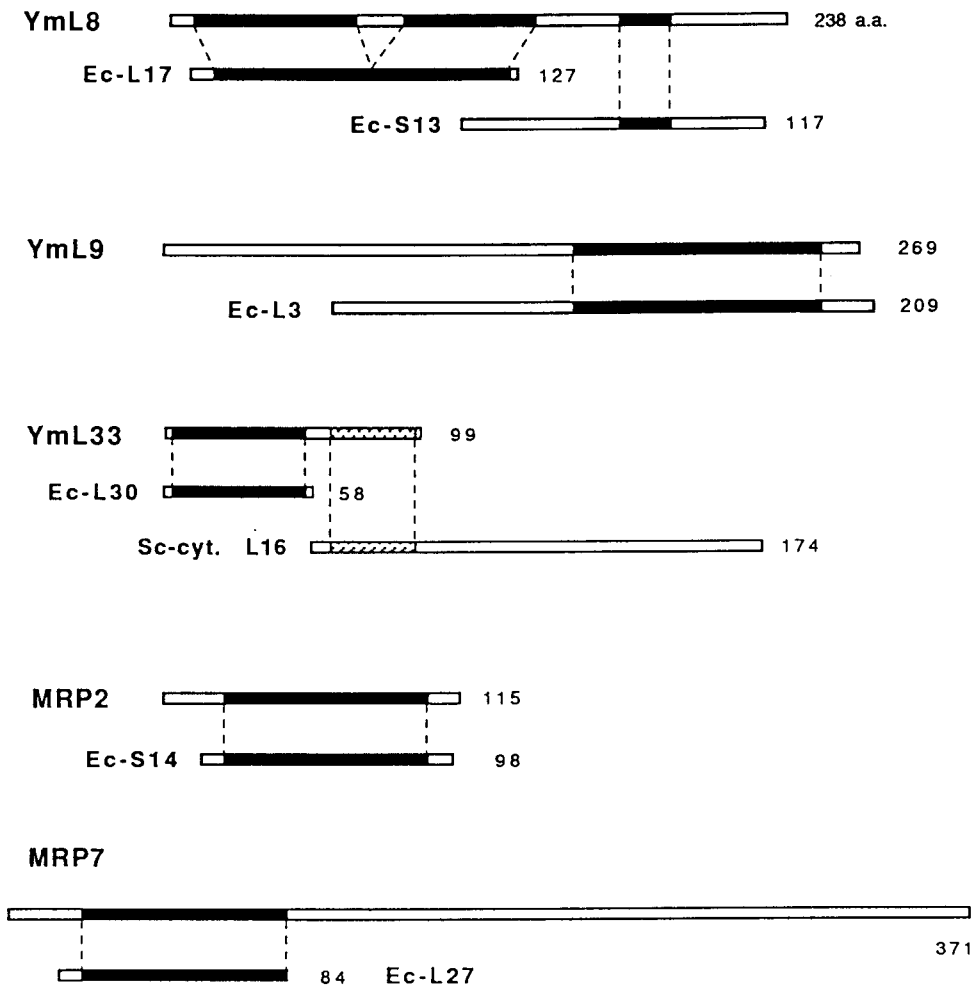 YmL8 238 a.a.
Ec-L17 127
Ec-S13 117
YmL9 269
Ec-L3 209
YmL33 99
Ec-L30 58
Sc-cyt. L16 174
MRP2 115
Ec-S14 98
MRP7
371
84 Ec-L27